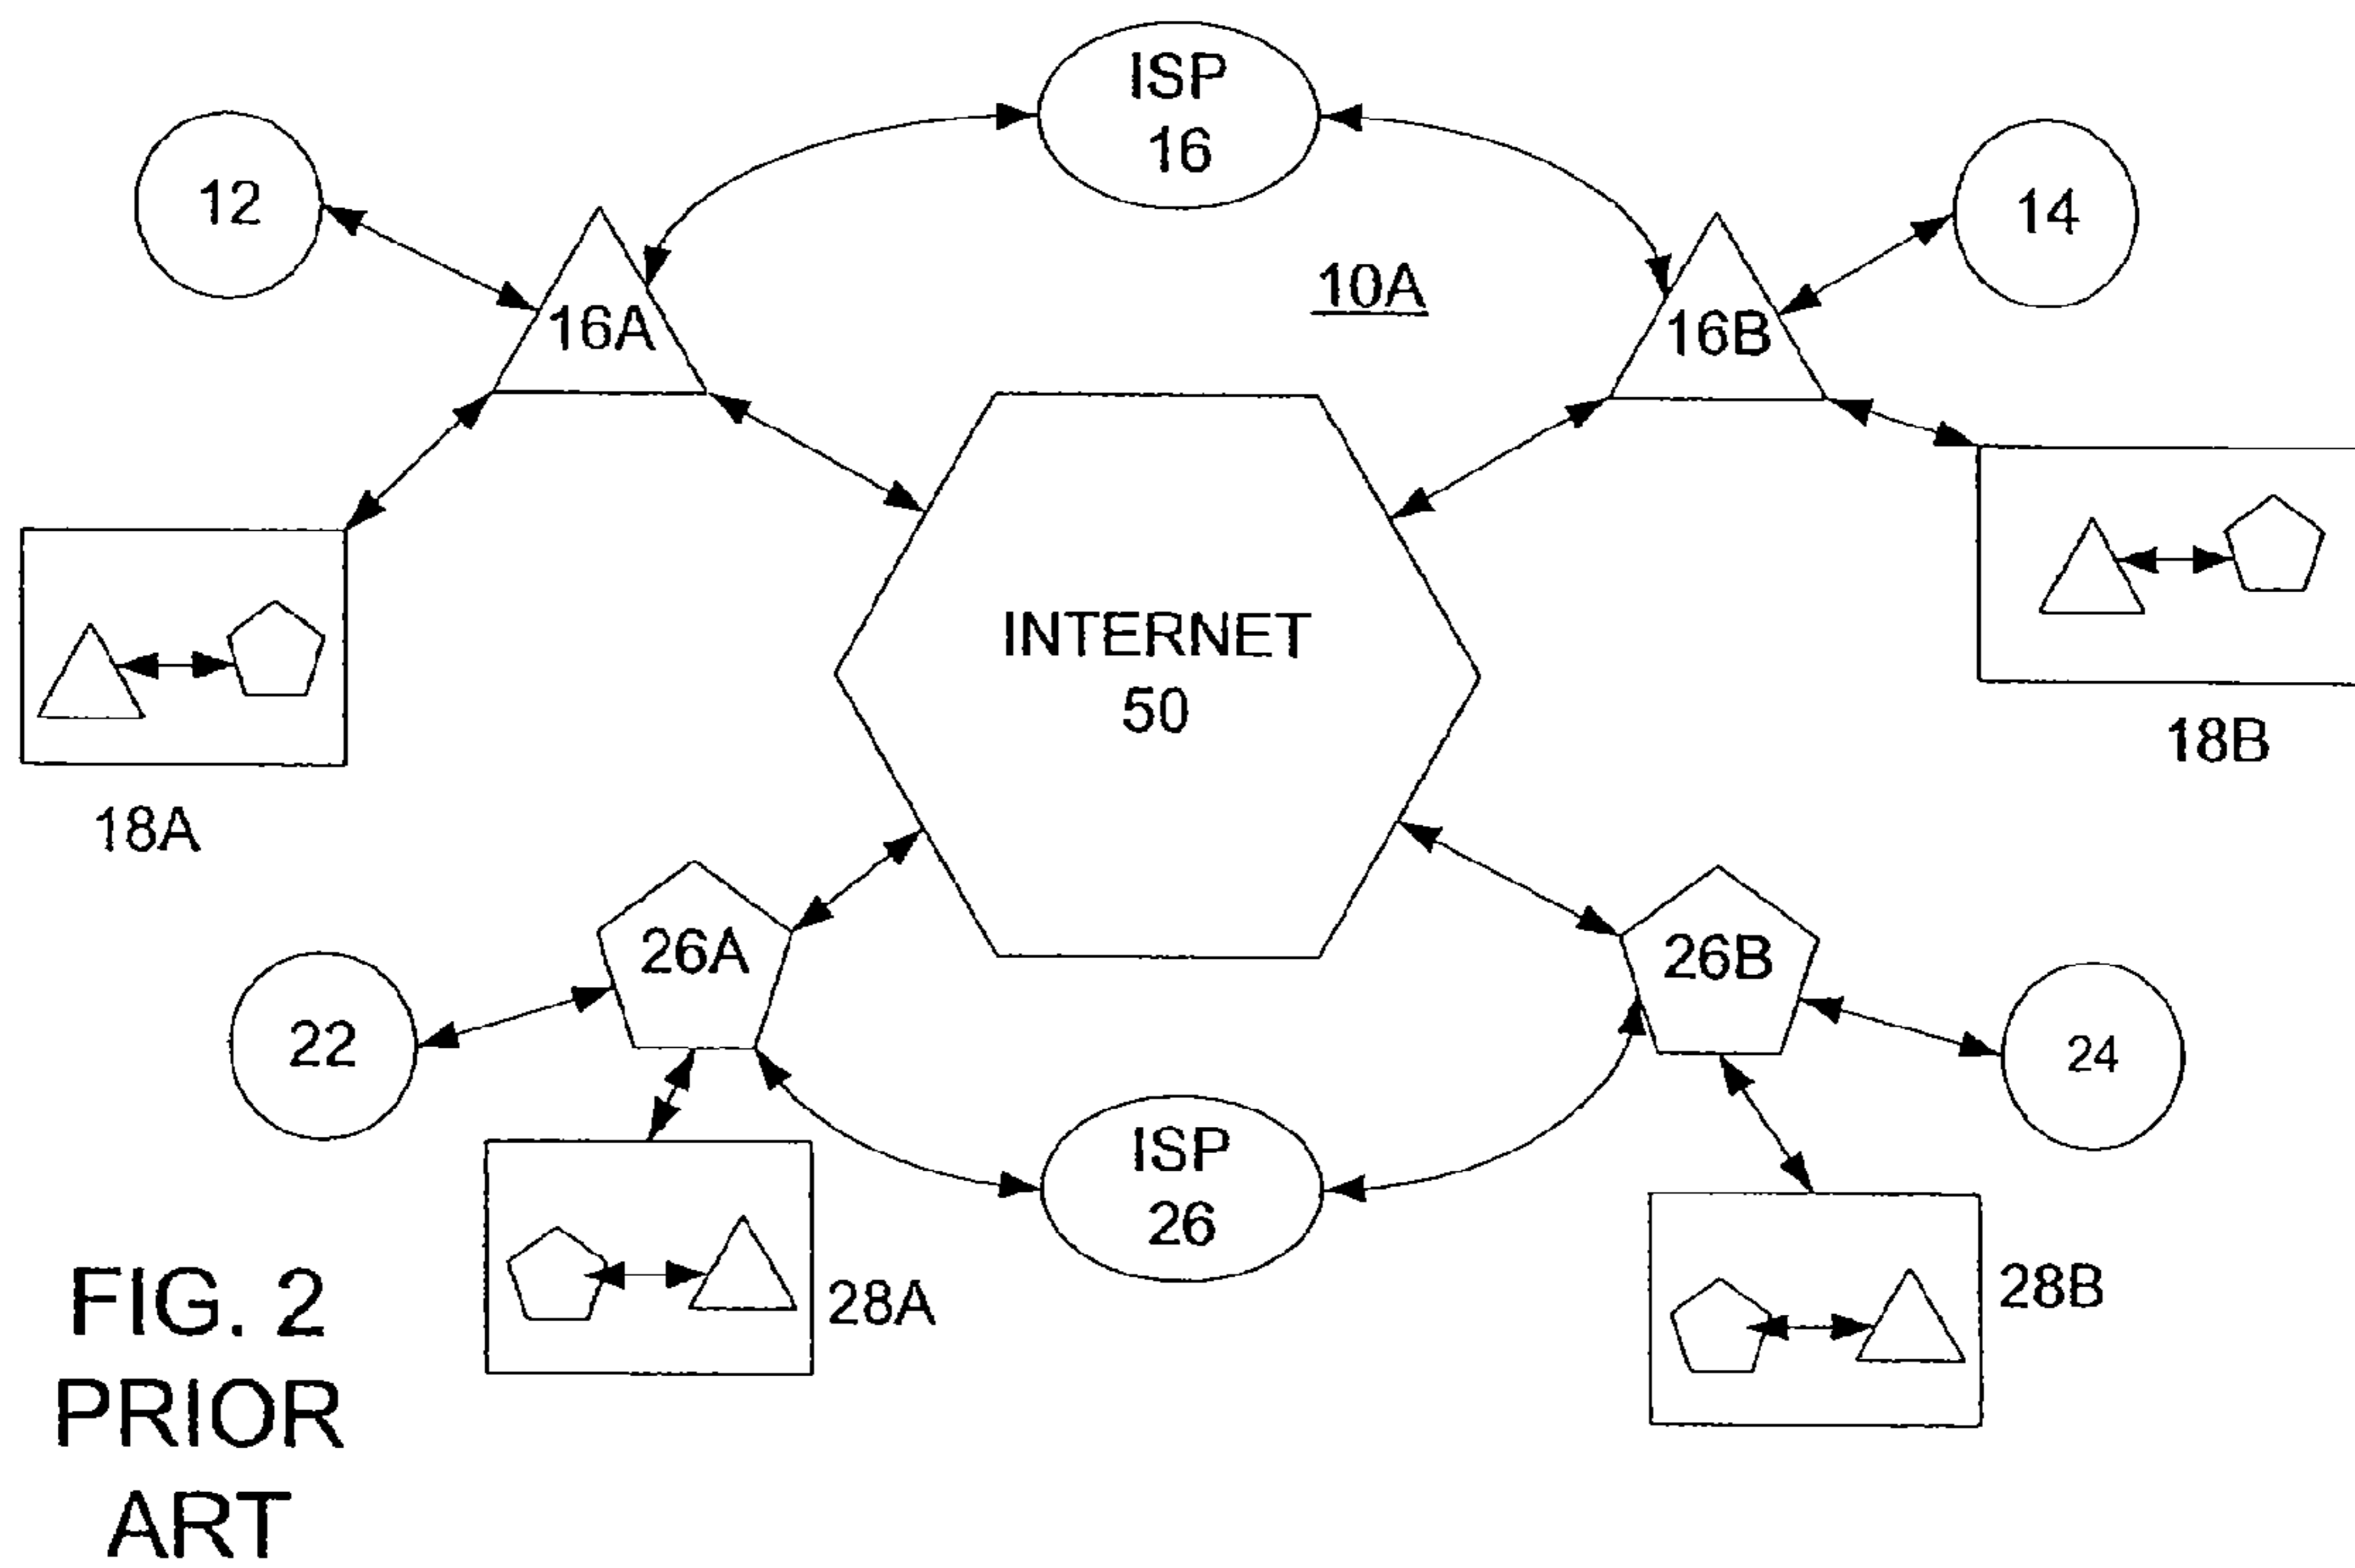 ISP
16
12
14
10A
16A
16B
INTERNET
50
18B
18A
26A
26B
22
24
ISP
26
28A
28B
FIG. 2
PRIOR
ART